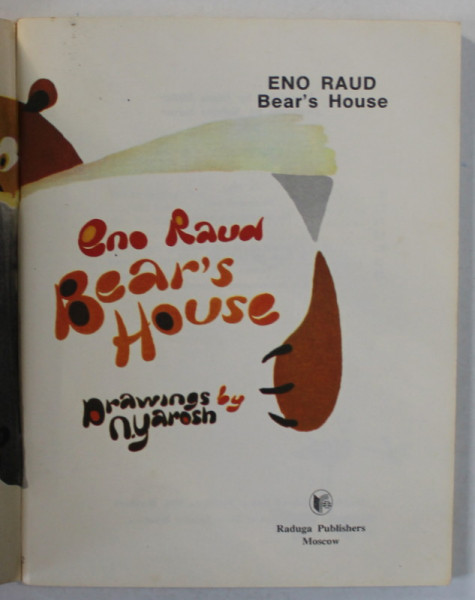 ENO RAUD
Bear's House
eno Raud
Bear's
House
Drawings by
N.Yarosh
Raduga Publishers
Moscow